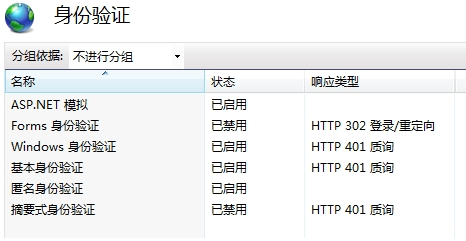 身份验证
分组依据: 不进行分组
名称 状态 响应类型
ASP.NET 模拟 已启用
Forms 身份验证 已禁用 HTTP 302 登录/重定向
Windows 身份验证 已启用 HTTP 401 质询
基本身份验证 已启用 HTTP 401 质询
匿名身份验证 已启用
摘要式身份验证 已禁用 HTTP 401 质询